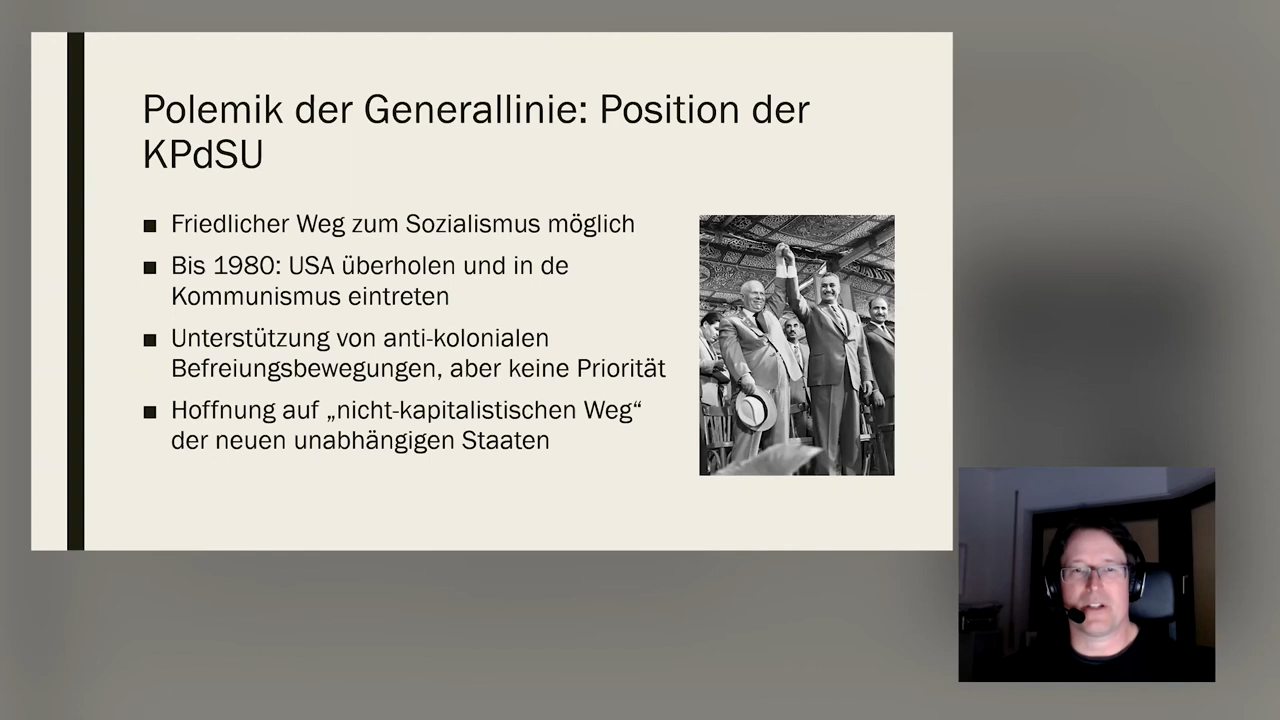 Polemik der Generallinie: Position der
KPdSU
■ Friedlicher Weg zum Sozialismus möglich
■ Bis 1980: USA überholen und in de
Kommunismus eintreten
■ Unterstützung von anti-kolonialen
Befreiungsbewegungen, aber keine Priorität
■ Hoffnung auf „nicht-kapitalistischen Weg“
der neuen unabhängigen Staaten